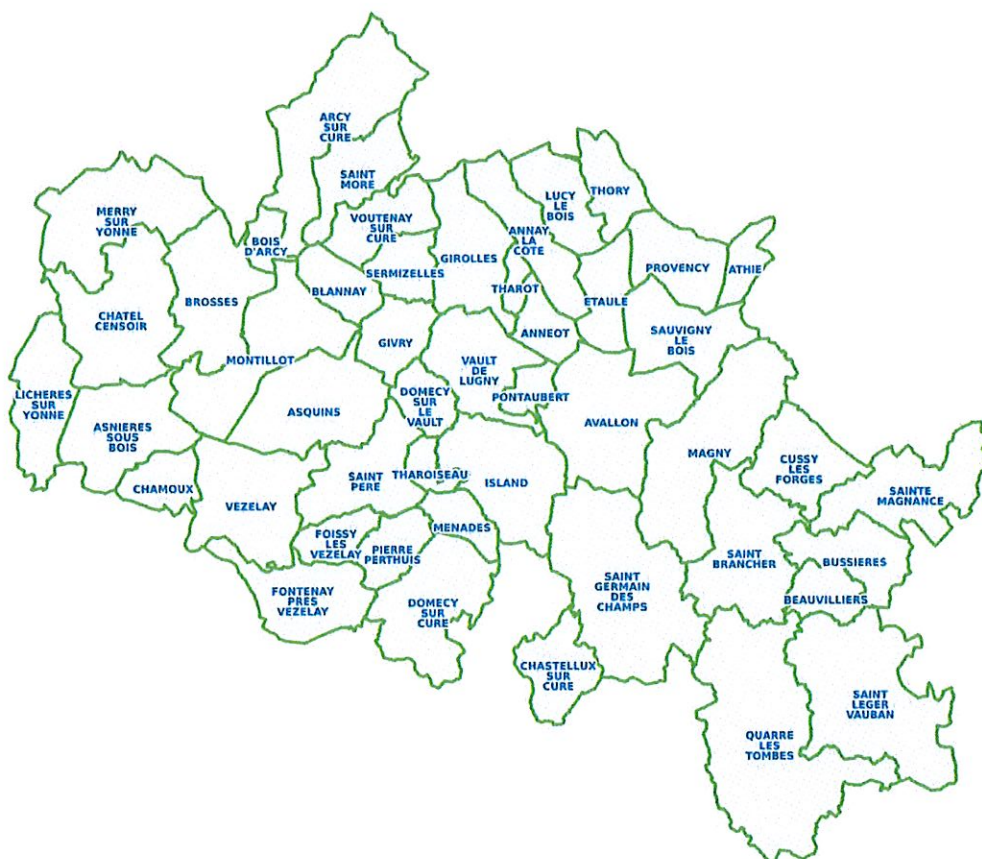 ARCY
SUR
CURE
SAINT
MORE
MERRY
SUR
YONNE
BOIS
D'ARCY
VOUTENAY
SUR
CURE
LUCY
LE
BOIS
THORY
ANNAY
LA
COTE
GIROLLES
SERMIZELLES
PROVENCY
ATHIE
BROSSES
BLANNAY
THAROT
ETAULE
CHATEL
CENSOIR
GIVRY
ANNEOT
SAUVIGNY
LE
BOIS
MONTILLOT
VAULT
DE
LUGNY
LICHERES
SUR
YONNE
ASQUINS
DOMECY
SUR
LE
VAULT
PONTAUBERT
AVALLON
ASNIERES
SOUS
BOIS
MAGNY
CUSSY
LES
FORGES
CHAMOUX
VEZELAY
SAINT
PERE
THAROISEAU
ISLAND
SAINTE
MAGNANCE
FOISSY
LES
VEZELAY
PIERRE
PERTHUIS
MENADES
SAINT
BRANCHER
BUSSIERES
FONTENAY
PRES
VEZELAY
DOMECY
SUR
CURE
SAINT
GERMAIN
DES
CHAMPS
BEAUVILLIERS
CHASTELLUX
SUR
CURE
QUARRE
LES
TOMBES
SAINT
LEGER
VAUBAN